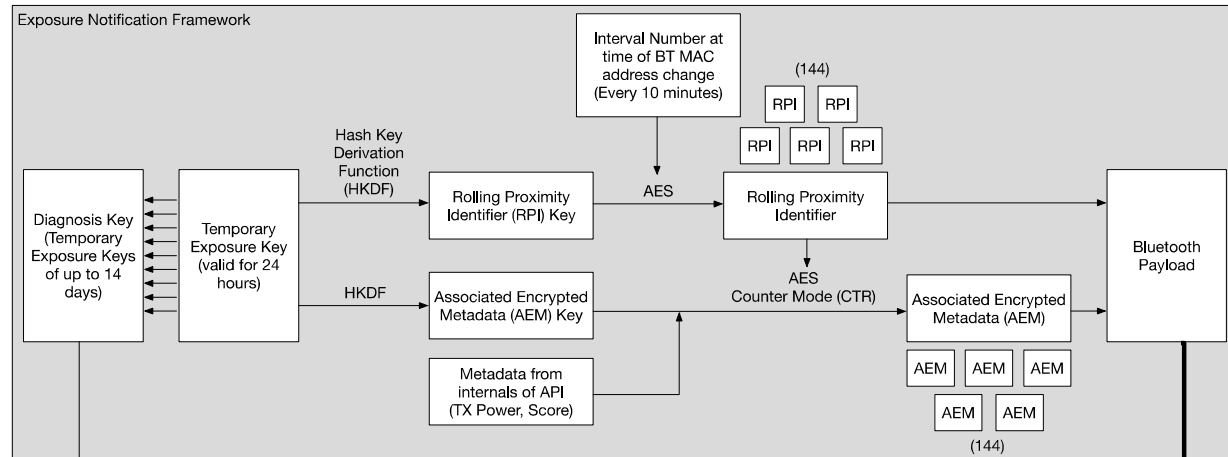 Exposure Notification Framework
Interval Number at
time of BT MAC
address change
(Every 10 minutes)
(144)
RPI
RPI
RPI
RPI
RPI
Hash Key
Derivation
Function
(HKDF)
Diagnosis Key
(Temporary
Exposure Keys
of up to 14
days)
Temporary
Exposure Key
(valid for 24
hours)
Rolling Proximity
Identifier (RPI) Key
AES
Rolling Proximity
Identifier
Bluetooth
Payload
HKDF
Associated Encrypted
Metadata (AEM) Key
AES
Counter Mode (CTR)
Associated Encrypted
Metadata (AEM)
Metadata from
internals of API
(TX Power, Score)
AEM
AEM
AEM
AEM
AEM
(144)